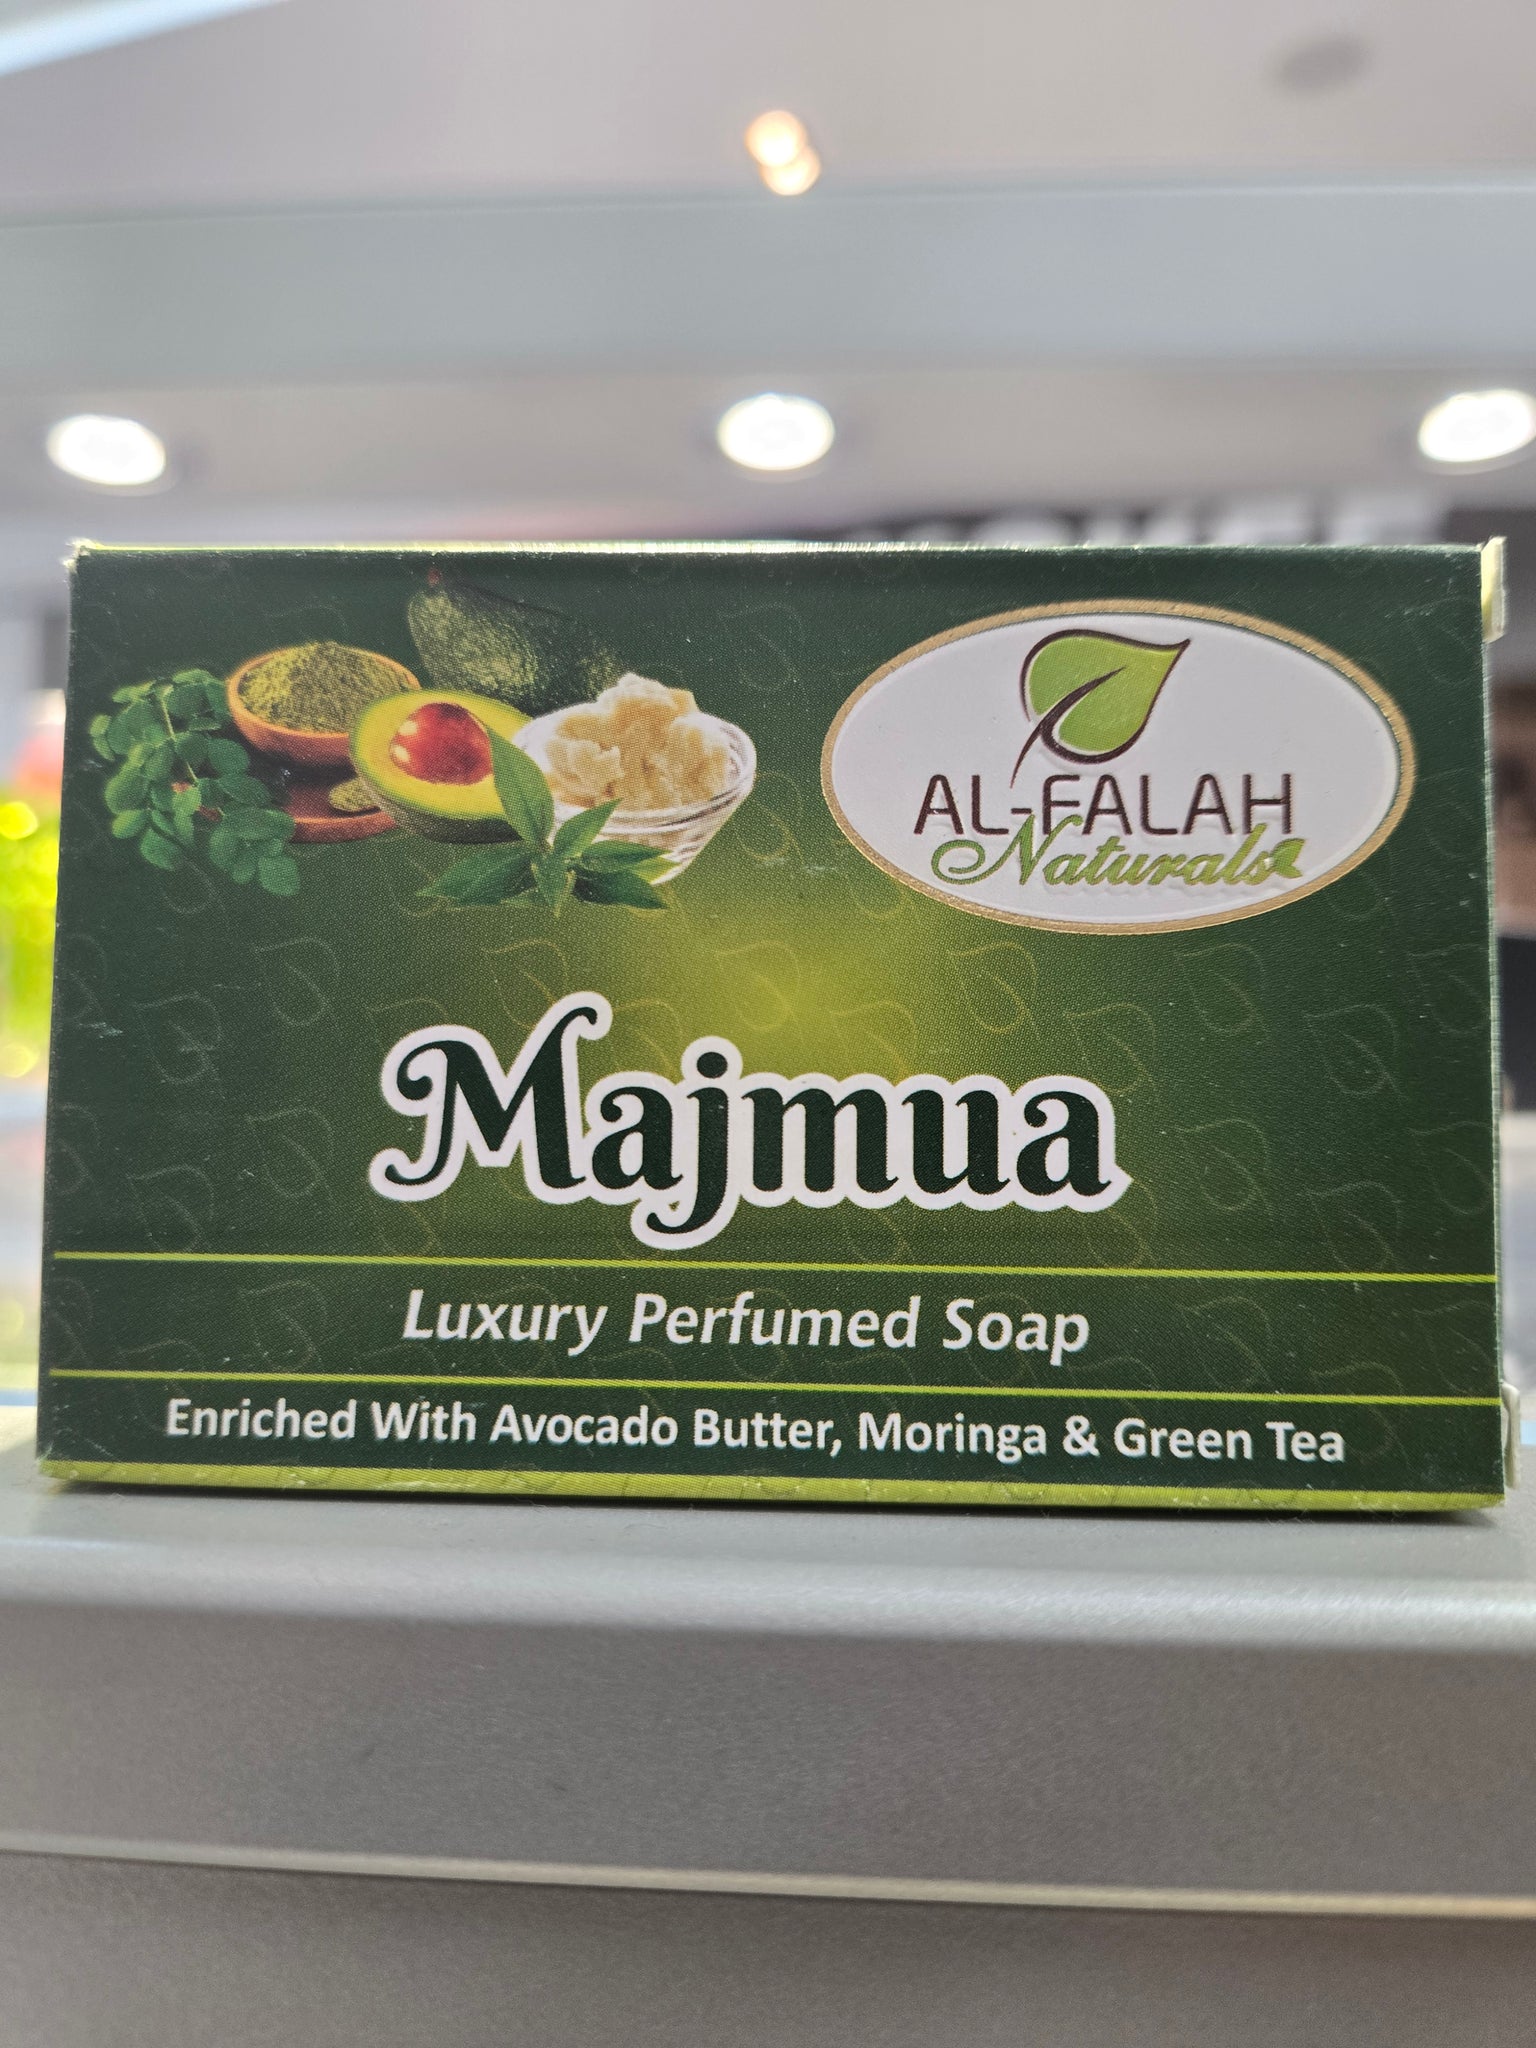 AL-FALAH
Naturals
Majmua
Luxury Perfumed Soap
Enriched With Avocado Butter, Moringa & Green Tea